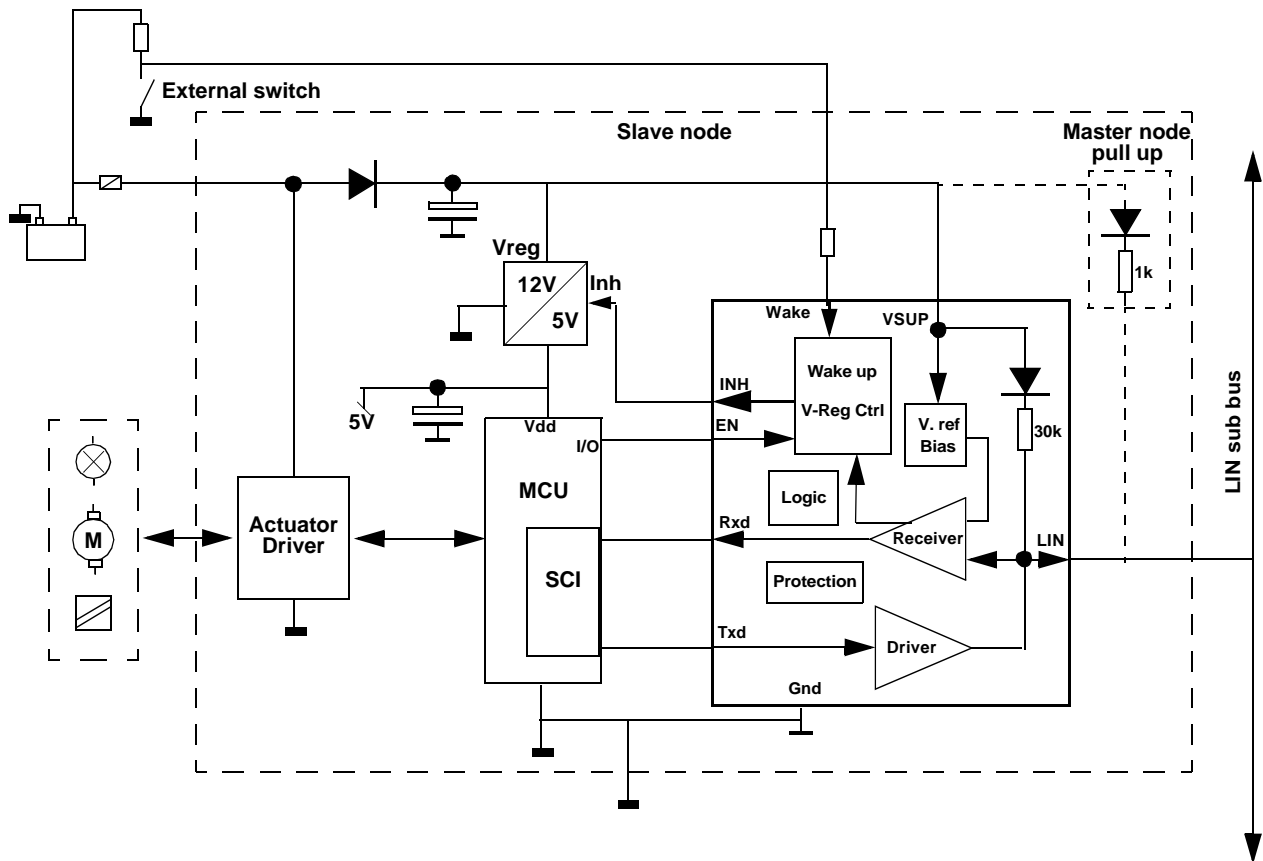 External switch
Slave node
Master node
pull up
1k
Vreg
12V
5V
Inh
Wake
VSUP
Wake up
V-Reg Ctrl
INH
EN
V. ref
Bias
30k
5V
Vdd
I/O
MCU
SCI
Logic
Rxd
Receiver
LIN
Protection
Txd
Driver
Gnd
Actuator
Driver
M
LIN sub bus